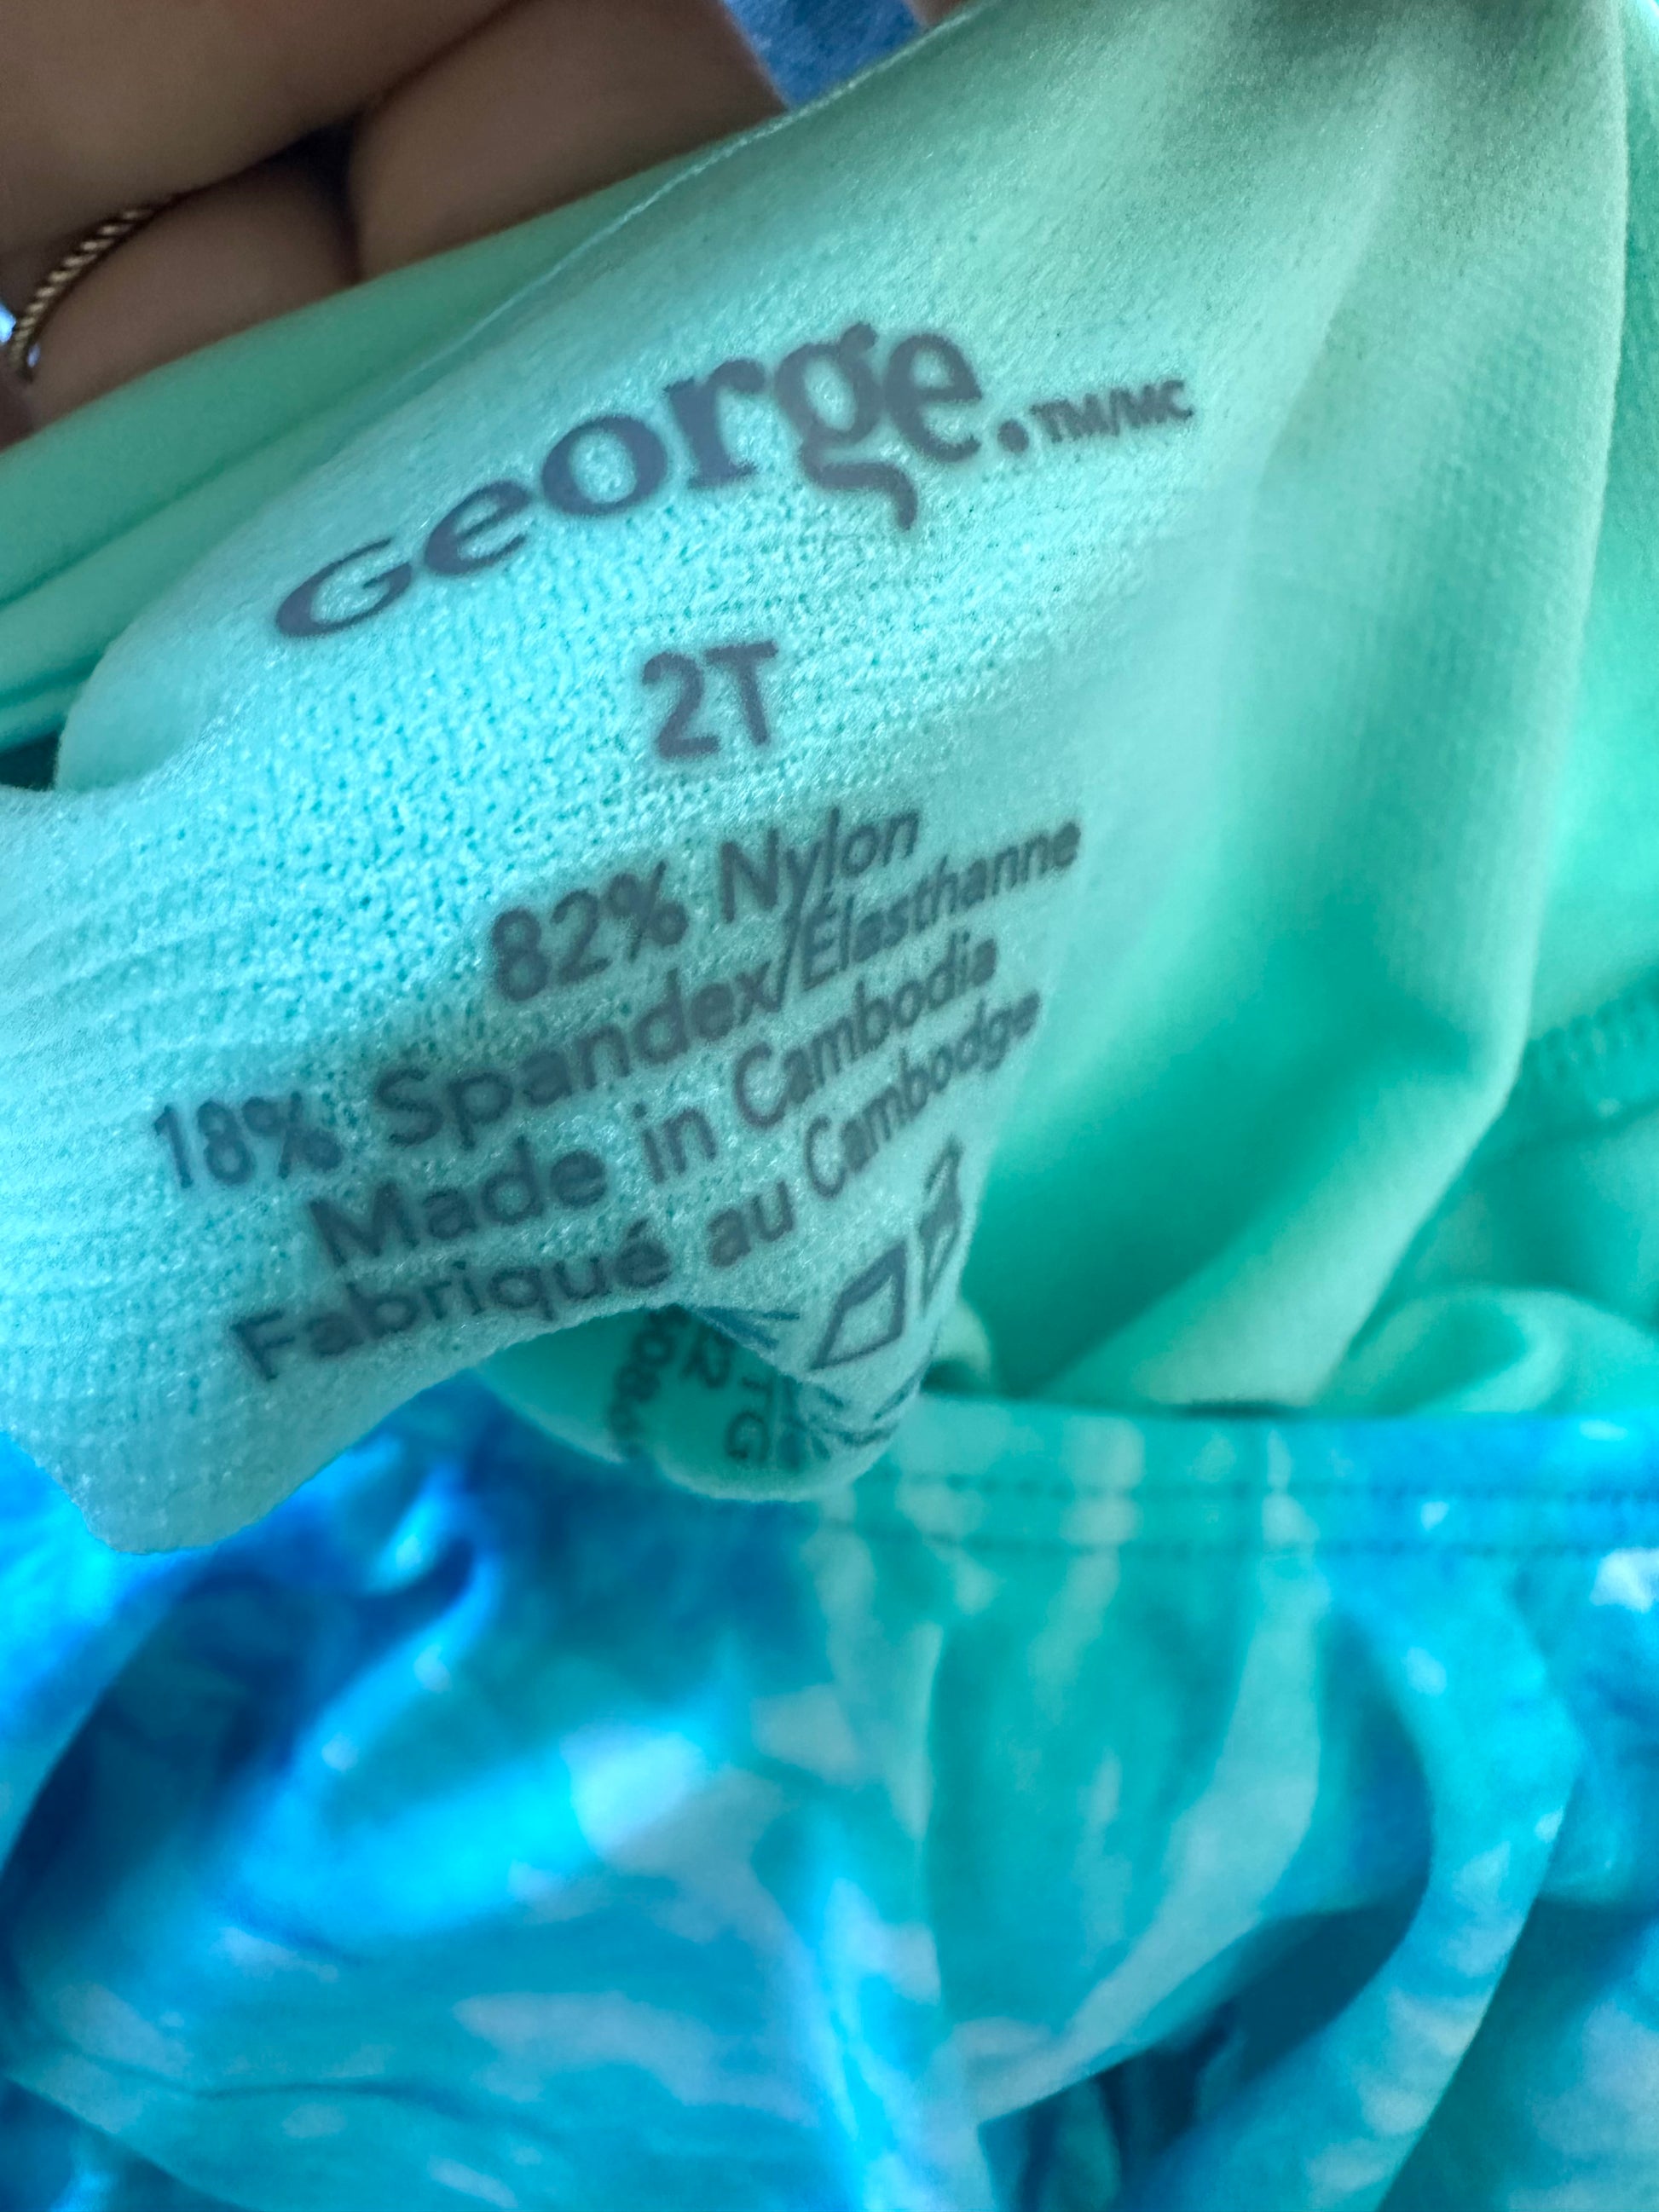 George.TM/MC
2T
82% Nylon
18% Spandex/Élasthanne
Made in Cambodia
Fabriqué au Cambodge